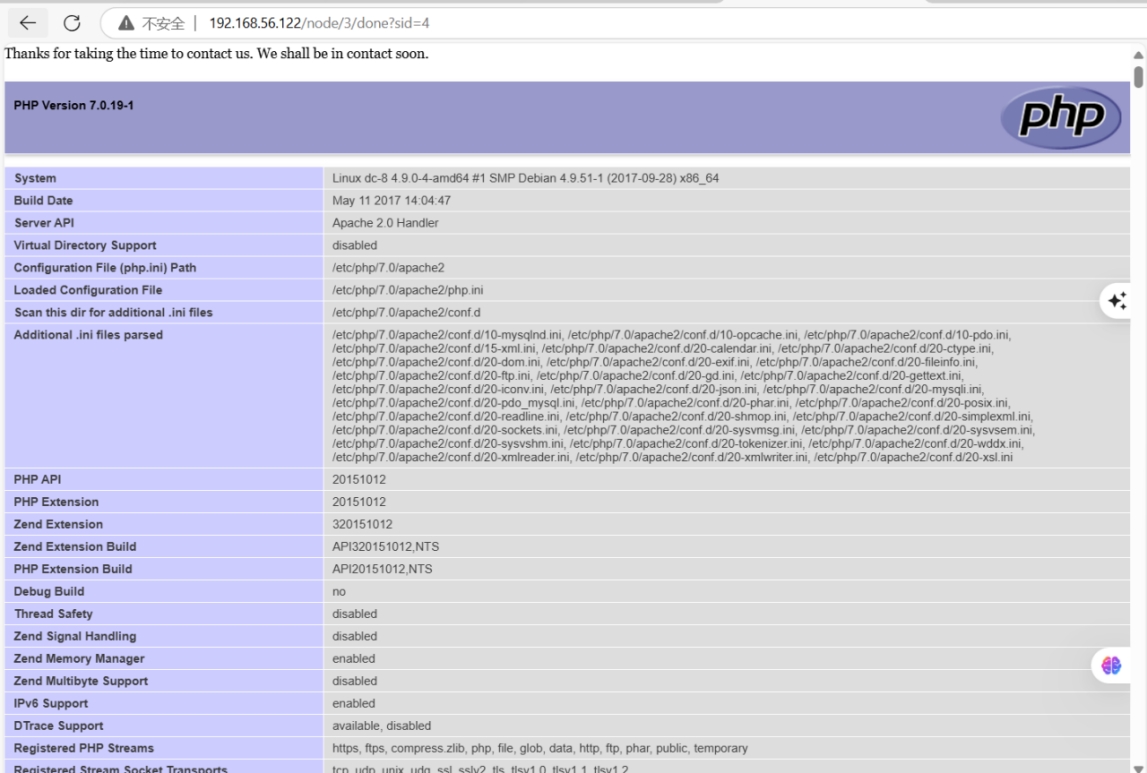 不安全 | 192.168.56.122/node/3/done?sid=4
Thanks for taking the time to contact us. We shall be in contact soon.
PHP Version 7.0.19-1
php
System Linux dc-8 4.9.0-4-amd64 #1 SMP Debian 4.9.51-1 (2017-09-28) x86_64
Build Date May 11 2017 14:04:47
Server API Apache 2.0 Handler
Virtual Directory Support disabled
Configuration File (php.ini) Path /etc/php/7.0/apache2
Loaded Configuration File /etc/php/7.0/apache2/php.ini
Scan this dir for additional .ini files /etc/php/7.0/apache2/conf.d
Additional .ini files parsed /etc/php/7.0/apache2/conf.d/10-mysqlnd.ini, /etc/php/7.0/apache2/conf.d/10-opcache.ini, /etc/php/7.0/apache2/conf.d/10-pdo.ini,
/etc/php/7.0/apache2/conf.d/15-xml.ini, /etc/php/7.0/apache2/conf.d/20-calendar.ini, /etc/php/7.0/apache2/conf.d/20-ctype.ini,
/etc/php/7.0/apache2/conf.d/20-dom.ini, /etc/php/7.0/apache2/conf.d/20-exif.ini, /etc/php/7.0/apache2/conf.d/20-fileinfo.ini,
/etc/php/7.0/apache2/conf.d/20-ftp.ini, /etc/php/7.0/apache2/conf.d/20-gd.ini, /etc/php/7.0/apache2/conf.d/20-gettext.ini,
/etc/php/7.0/apache2/conf.d/20-iconv.ini, /etc/php/7.0/apache2/conf.d/20-json.ini, /etc/php/7.0/apache2/conf.d/20-mysqli.ini,
/etc/php/7.0/apache2/conf.d/20-pdo_mysql.ini, /etc/php/7.0/apache2/conf.d/20-phar.ini, /etc/php/7.0/apache2/conf.d/20-posix.ini,
/etc/php/7.0/apache2/conf.d/20-readline.ini, /etc/php/7.0/apache2/conf.d/20-shmop.ini, /etc/php/7.0/apache2/conf.d/20-simplexml.ini,
/etc/php/7.0/apache2/conf.d/20-sockets.ini, /etc/php/7.0/apache2/conf.d/20-sysvmsg.ini, /etc/php/7.0/apache2/conf.d/20-sysvsem.ini,
/etc/php/7.0/apache2/conf.d/20-sysvshm.ini, /etc/php/7.0/apache2/conf.d/20-tokenizer.ini, /etc/php/7.0/apache2/conf.d/20-wddx.ini,
/etc/php/7.0/apache2/conf.d/20-xmlreader.ini, /etc/php/7.0/apache2/conf.d/20-xmlwriter.ini, /etc/php/7.0/apache2/conf.d/20-xsl.ini
PHP API 20151012
PHP Extension 20151012
Zend Extension 320151012
Zend Extension Build API320151012,NTS
PHP Extension Build API20151012,NTS
Debug Build no
Thread Safety disabled
Zend Signal Handling disabled
Zend Memory Manager enabled
Zend Multibyte Support disabled
IPv6 Support enabled
DTrace Support available, disabled
Registered PHP Streams https, ftps, compress.zlib, php, file, glob, data, http, ftp, phar, public, temporary
Registered Stream Socket Transports tcp, udp, unix, udg, ssl, sslv2, tls, tlsv1.0, tlsv1.1, tlsv1.2